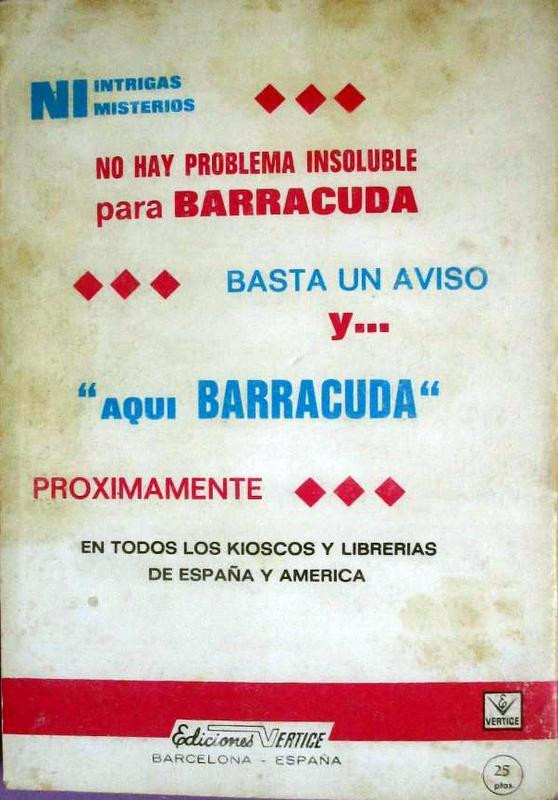 NI INTRIGAS
MISTERIOS
NO HAY PROBLEMA INSOLUBLE
para BARRACUDA
BASTA UN AVISO
y...
“AQUI BARRACUDA“
PROXIMAMENTE
EN TODOS LOS KIOSCOS Y LIBRERIAS
DE ESPAÑA Y AMERICA
VERTICE
Ediciones VERTICE
BARCELONA - ESPAÑA
25
ptas.